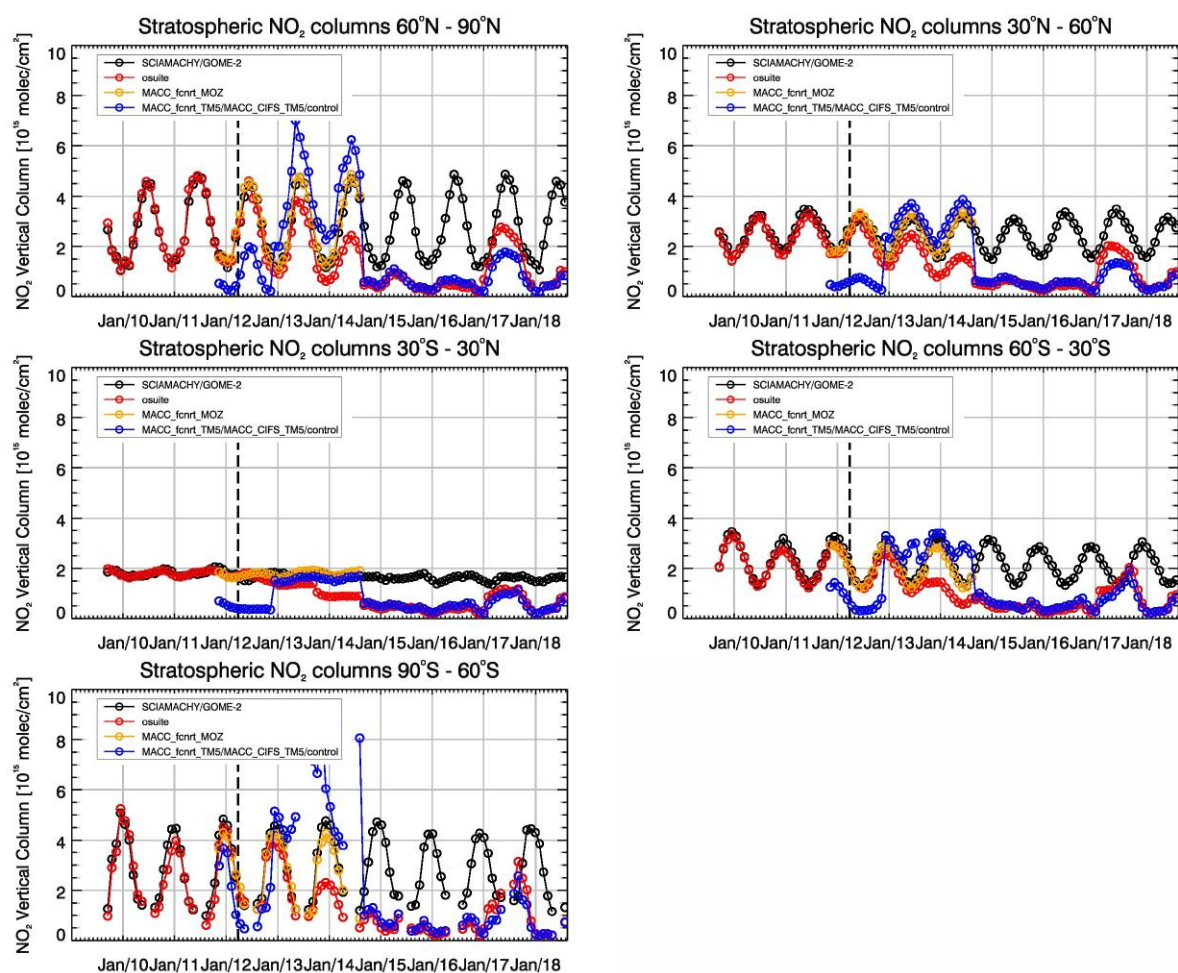 Stratospheric NO₂ columns 60°N - 90°N
NO₂ Vertical Column [10¹⁵ molec/cm²]
10
8
6
4
2
0
SCIAMACHY/GOME-2
osuite
MACC_fcnrt_MOZ
MACC_fcnrt_TM5/MACC_CIFS_TM5/control
Jan/10Jan/11Jan/12Jan/13Jan/14Jan/15Jan/16Jan/17Jan/18
Stratospheric NO₂ columns 30°N - 60°N
NO₂ Vertical Column [10¹⁵ molec/cm²]
10
8
6
4
2
0
SCIAMACHY/GOME-2
osuite
MACC_fcnrt_MOZ
MACC_fcnrt_TM5/MACC_CIFS_TM5/control
Jan/10Jan/11Jan/12Jan/13Jan/14Jan/15Jan/16Jan/17Jan/18
Stratospheric NO₂ columns 30°S - 30°N
NO₂ Vertical Column [10¹⁵ molec/cm²]
10
8
6
4
2
0
SCIAMACHY/GOME-2
osuite
MACC_fcnrt_MOZ
MACC_fcnrt_TM5/MACC_CIFS_TM5/control
Jan/10Jan/11Jan/12Jan/13Jan/14Jan/15Jan/16Jan/17Jan/18
Stratospheric NO₂ columns 60°S - 30°S
NO₂ Vertical Column [10¹⁵ molec/cm²]
10
8
6
4
2
0
SCIAMACHY/GOME-2
osuite
MACC_fcnrt_MOZ
MACC_fcnrt_TM5/MACC_CIFS_TM5/control
Jan/10Jan/11Jan/12Jan/13Jan/14Jan/15Jan/16Jan/17Jan/18
Stratospheric NO₂ columns 90°S - 60°S
NO₂ Vertical Column [10¹⁵ molec/cm²]
10
8
6
4
2
0
SCIAMACHY/GOME-2
osuite
MACC_fcnrt_MOZ
MACC_fcnrt_TM5/MACC_CIFS_TM5/control
Jan/10Jan/11Jan/12Jan/13Jan/14Jan/15Jan/16Jan/17Jan/18